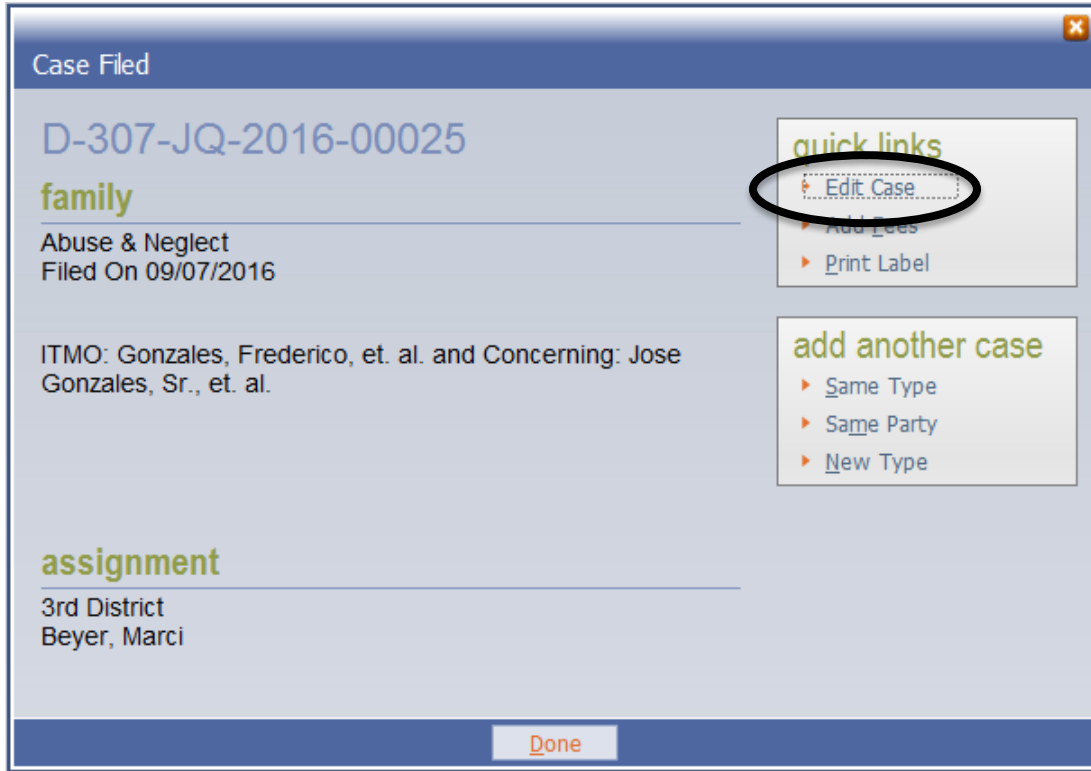 Case Filed
D-307-JQ-2016-00025
family
Abuse & Neglect
Filed On 09/07/2016
ITMO: Gonzales, Frederico, et. al. and Concerning: Jose
Gonzales, Sr., et. al.
assignment
3rd District
Beyer, Marci
quick links
Edit Case
Add Fees
Print Label
add another case
Same Type
Same Party
New Type
Done